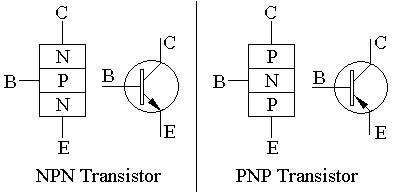 C
N
B P B C
N
E E
NPN Transistor
C
P
B N B C
P
E E
PNP Transistor